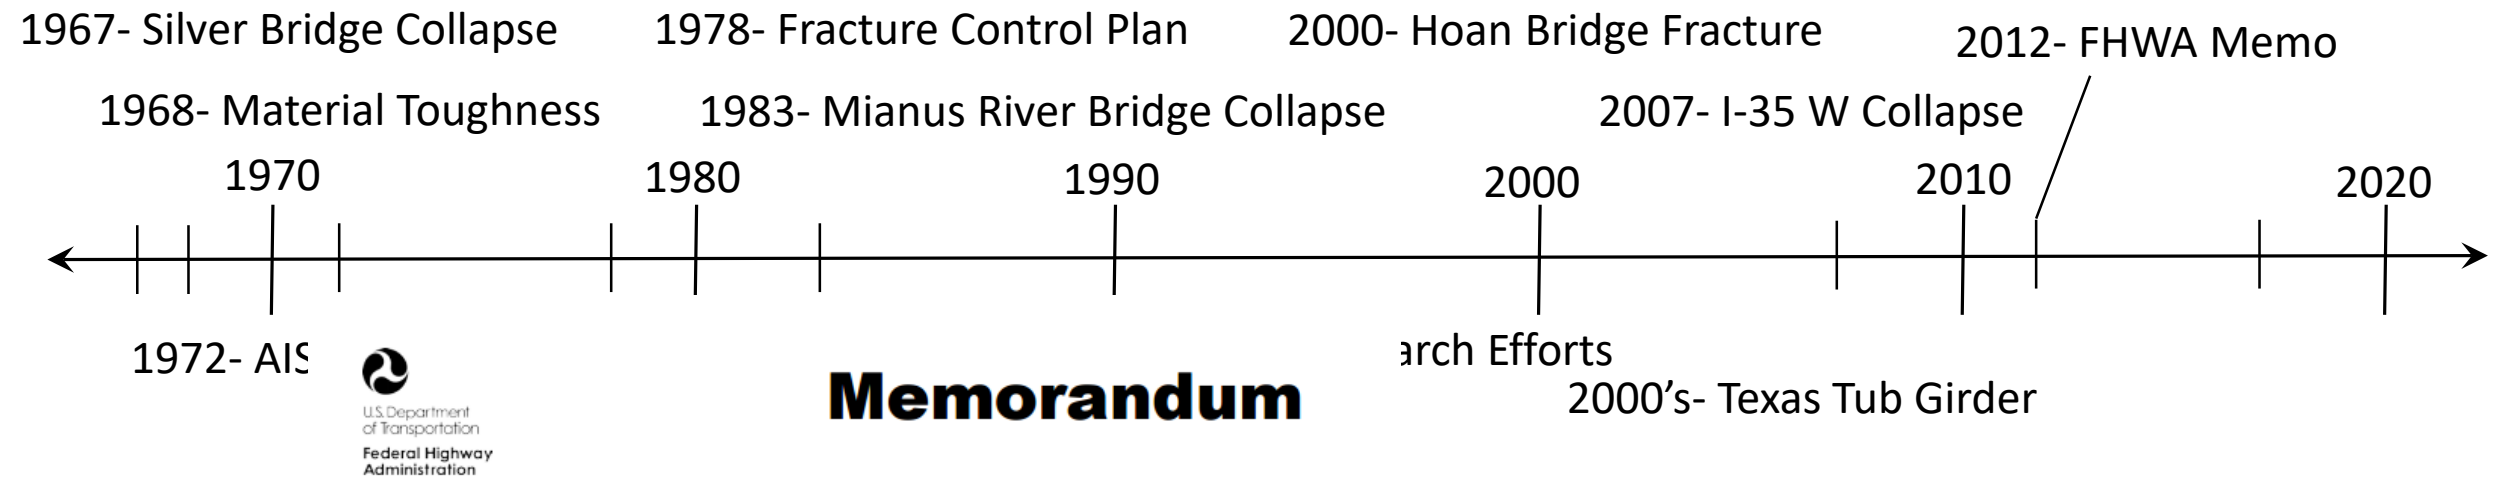 1967- Silver Bridge Collapse
1978- Fracture Control Plan
2000- Hoan Bridge Fracture
2012- FHWA Memo
1968- Material Toughness
1983- Mianus River Bridge Collapse
2007- I-35 W Collapse
1970
1980
1990
2000
2010
2020
1972- AIS
arch Efforts
2000’s- Texas Tub Girder
Memorandum
U.S. Department
of Transportation
Federal Highway
Administration